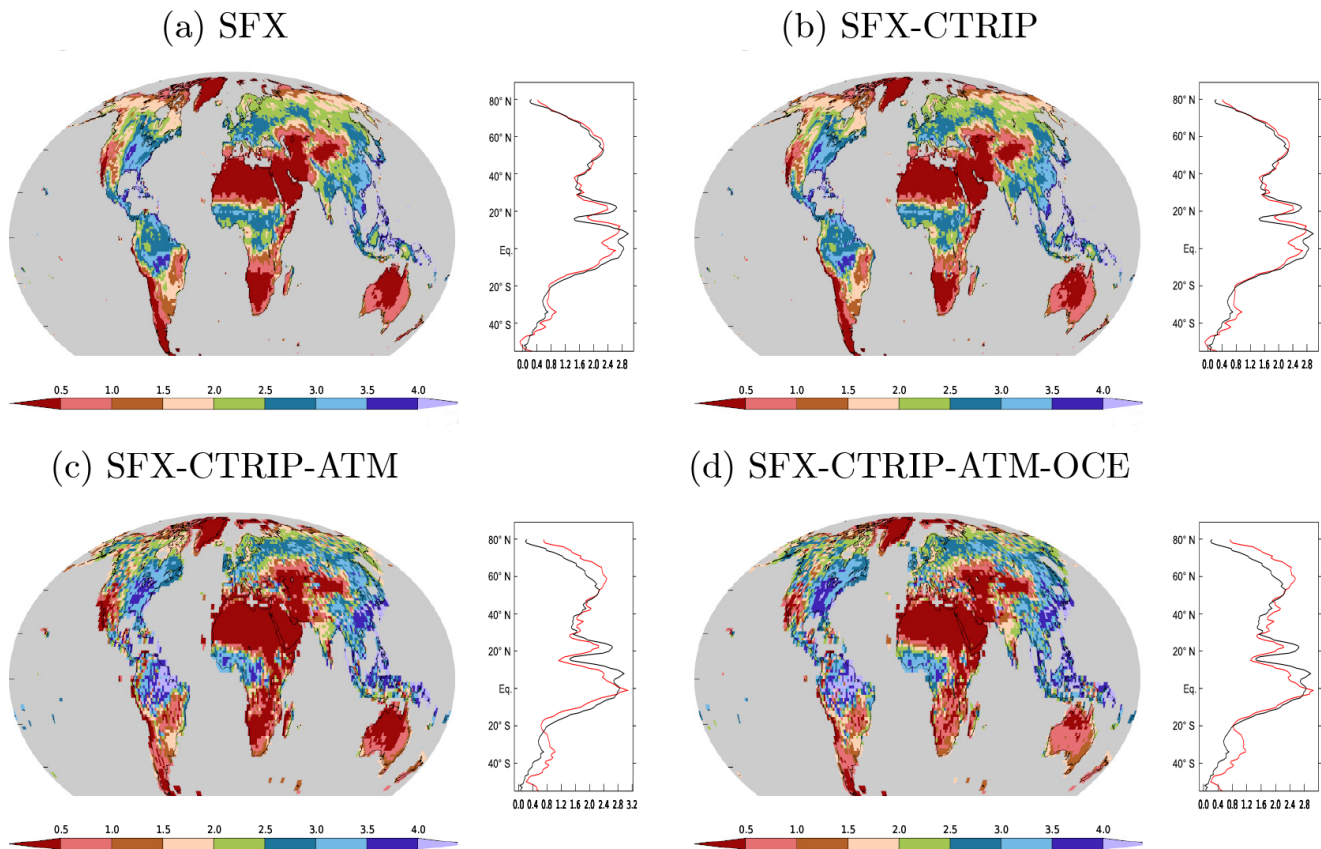 (a) SFX
80° N
60° N
40° N
20° N
Eq.
20° S
40° S
0.0 0.4 0.8 1.2 1.6 2.0 2.4 2.8
0.5 1.0 1.5 2.0 2.5 3.0 3.5 4.0
(b) SFX-CTRIP
80° N
60° N
40° N
20° N
Eq.
20° S
40° S
0.0 0.4 0.8 1.2 1.6 2.0 2.4 2.8
0.5 1.0 1.5 2.0 2.5 3.0 3.5 4.0
(c) SFX-CTRIP-ATM
80° N
60° N
40° N
20° N
Eq.
20° S
40° S
0.0 0.4 0.8 1.2 1.6 2.0 2.4 2.8 3.2
0.5 1.0 1.5 2.0 2.5 3.0 3.5 4.0
(d) SFX-CTRIP-ATM-OCE
80° N
60° N
40° N
20° N
Eq.
20° S
40° S
0.0 0.4 0.8 1.2 1.6 2.0 2.4 2.8
0.5 1.0 1.5 2.0 2.5 3.0 3.5 4.0